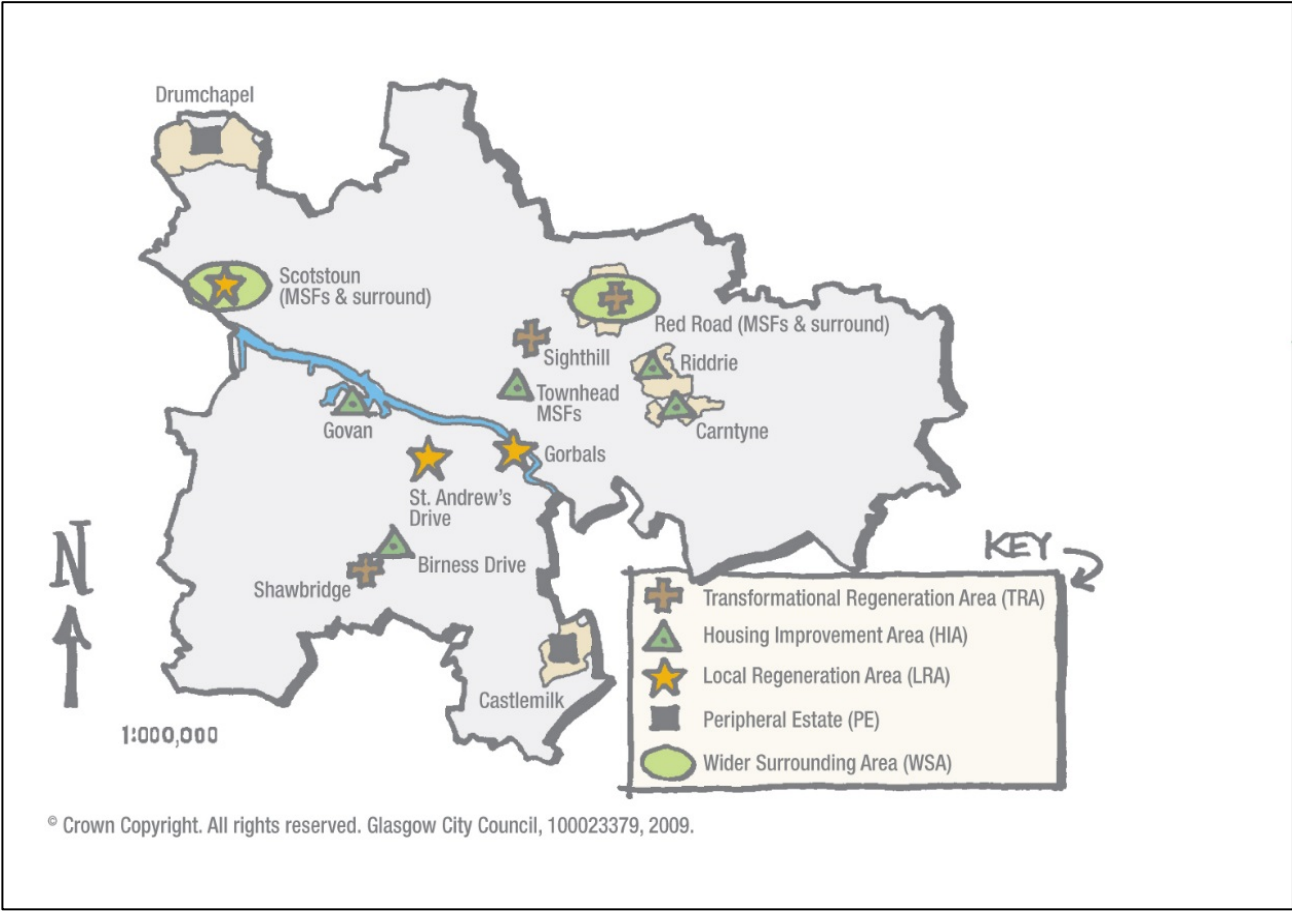 Drumchapel
Scotstoun
(MSFs & surround)
Red Road (MSFs & surround)
Sighthill
Riddrie
Townhead
MSFs
Carntyne
Govan
Gorbals
St. Andrew's
Drive
Birness Drive
Shawbridge
Castlemilk
N
1:000,000
KEY
Transformational Regeneration Area (TRA)
Housing Improvement Area (HIA)
Local Regeneration Area (LRA)
Peripheral Estate (PE)
Wider Surrounding Area (WSA)
© Crown Copyright. All rights reserved. Glasgow City Council, 100023379, 2009.